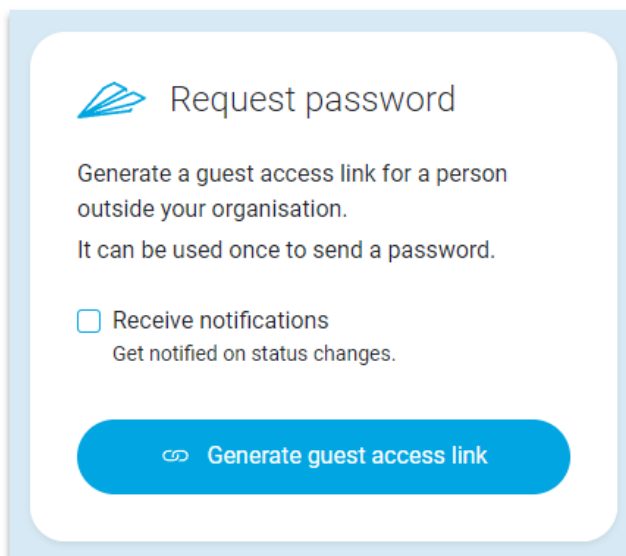 Request password
Generate a guest access link for a person
outside your organisation.
It can be used once to send a password.
Receive notifications
Get notified on status changes.
Generate guest access link